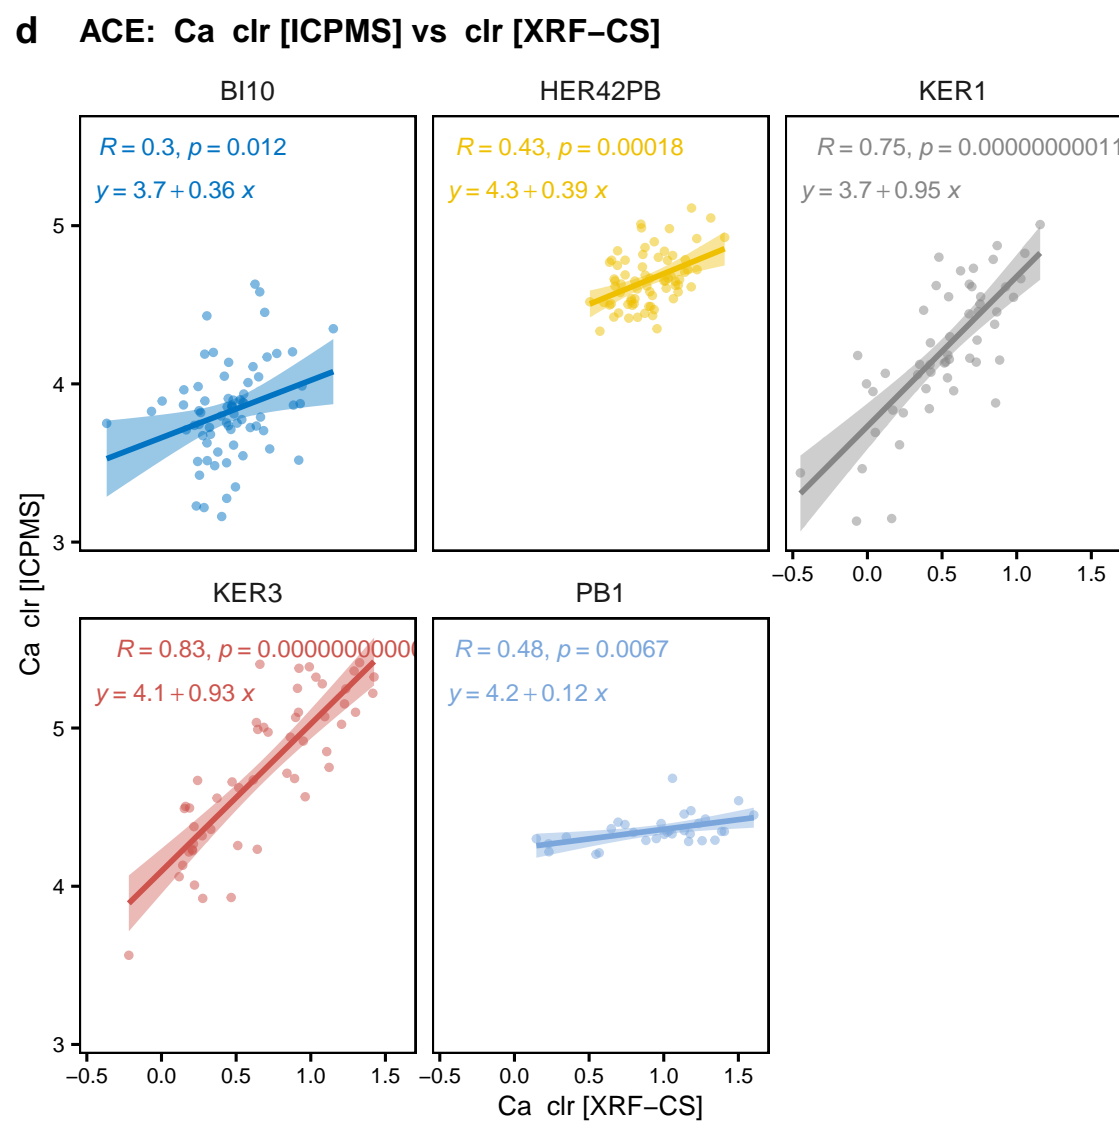 d ACE: Ca clr [ICPMS] vs clr [XRF–CS]
BI10
R = 0.3, p = 0.012
y = 3.7 + 0.36 x
HER42PB
R = 0.43, p = 0.00018
y = 4.3 + 0.39 x
KER1
R = 0.75, p = 0.00000000011
y = 3.7 + 0.95 x
5
4
3
−0.5 0.0 0.5 1.0 1.5
Ca clr [ICPMS]
KER3
R = 0.83, p = 0.00000000000
y = 4.1 + 0.93 x
PB1
R = 0.48, p = 0.0067
y = 4.2 + 0.12 x
5
4
3
−0.5 0.0 0.5 1.0 1.5
−0.5 0.0 0.5 1.0 1.5
Ca clr [XRF–CS]